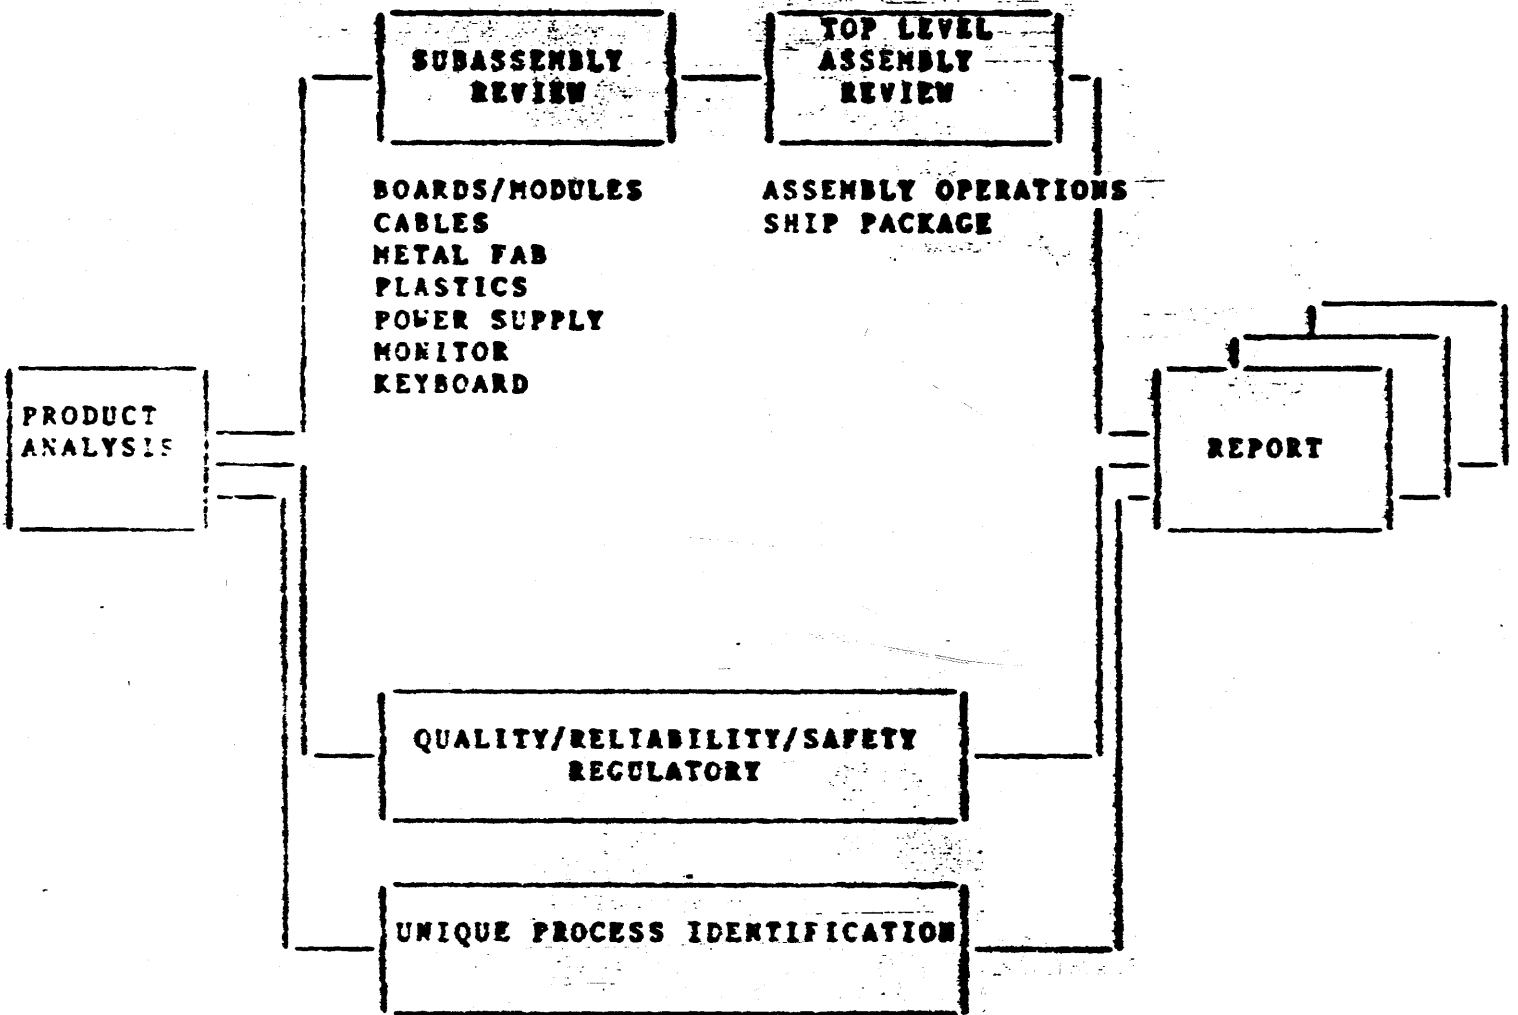 SUBASSEMBLY
REVIEW
TOP LEVEL
ASSEMBLY
REVIEW
BOARDS/MODULES
CABLES
METAL FAB
PLASTICS
POWER SUPPLY
MONITOR
KEYBOARD
ASSEMBLY OPERATIONS
SHIP PACKAGE
PRODUCT
ANALYSIS
REPORT
QUALITY/RELIABILITY/SAFETY
REGULATORY
UNIQUE PROCESS IDENTIFICATION